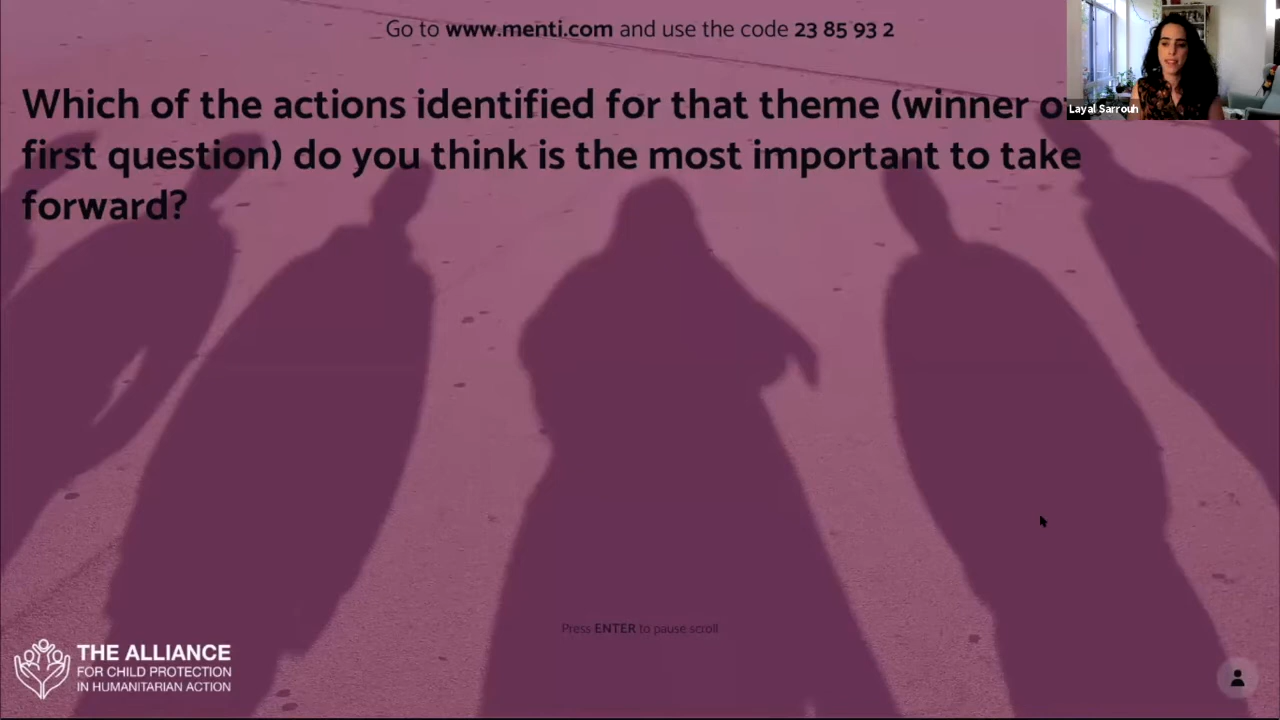 Go to www.menti.com and use the code 23 85 93 2
Which of the actions identified for that theme (winner
first question) do you think is the most important to take
forward?
Layal Sarrouh
Press ENTER to pause scroll
THE ALLIANCE
FOR CHILD PROTECTION
IN HUMANITARIAN ACTION